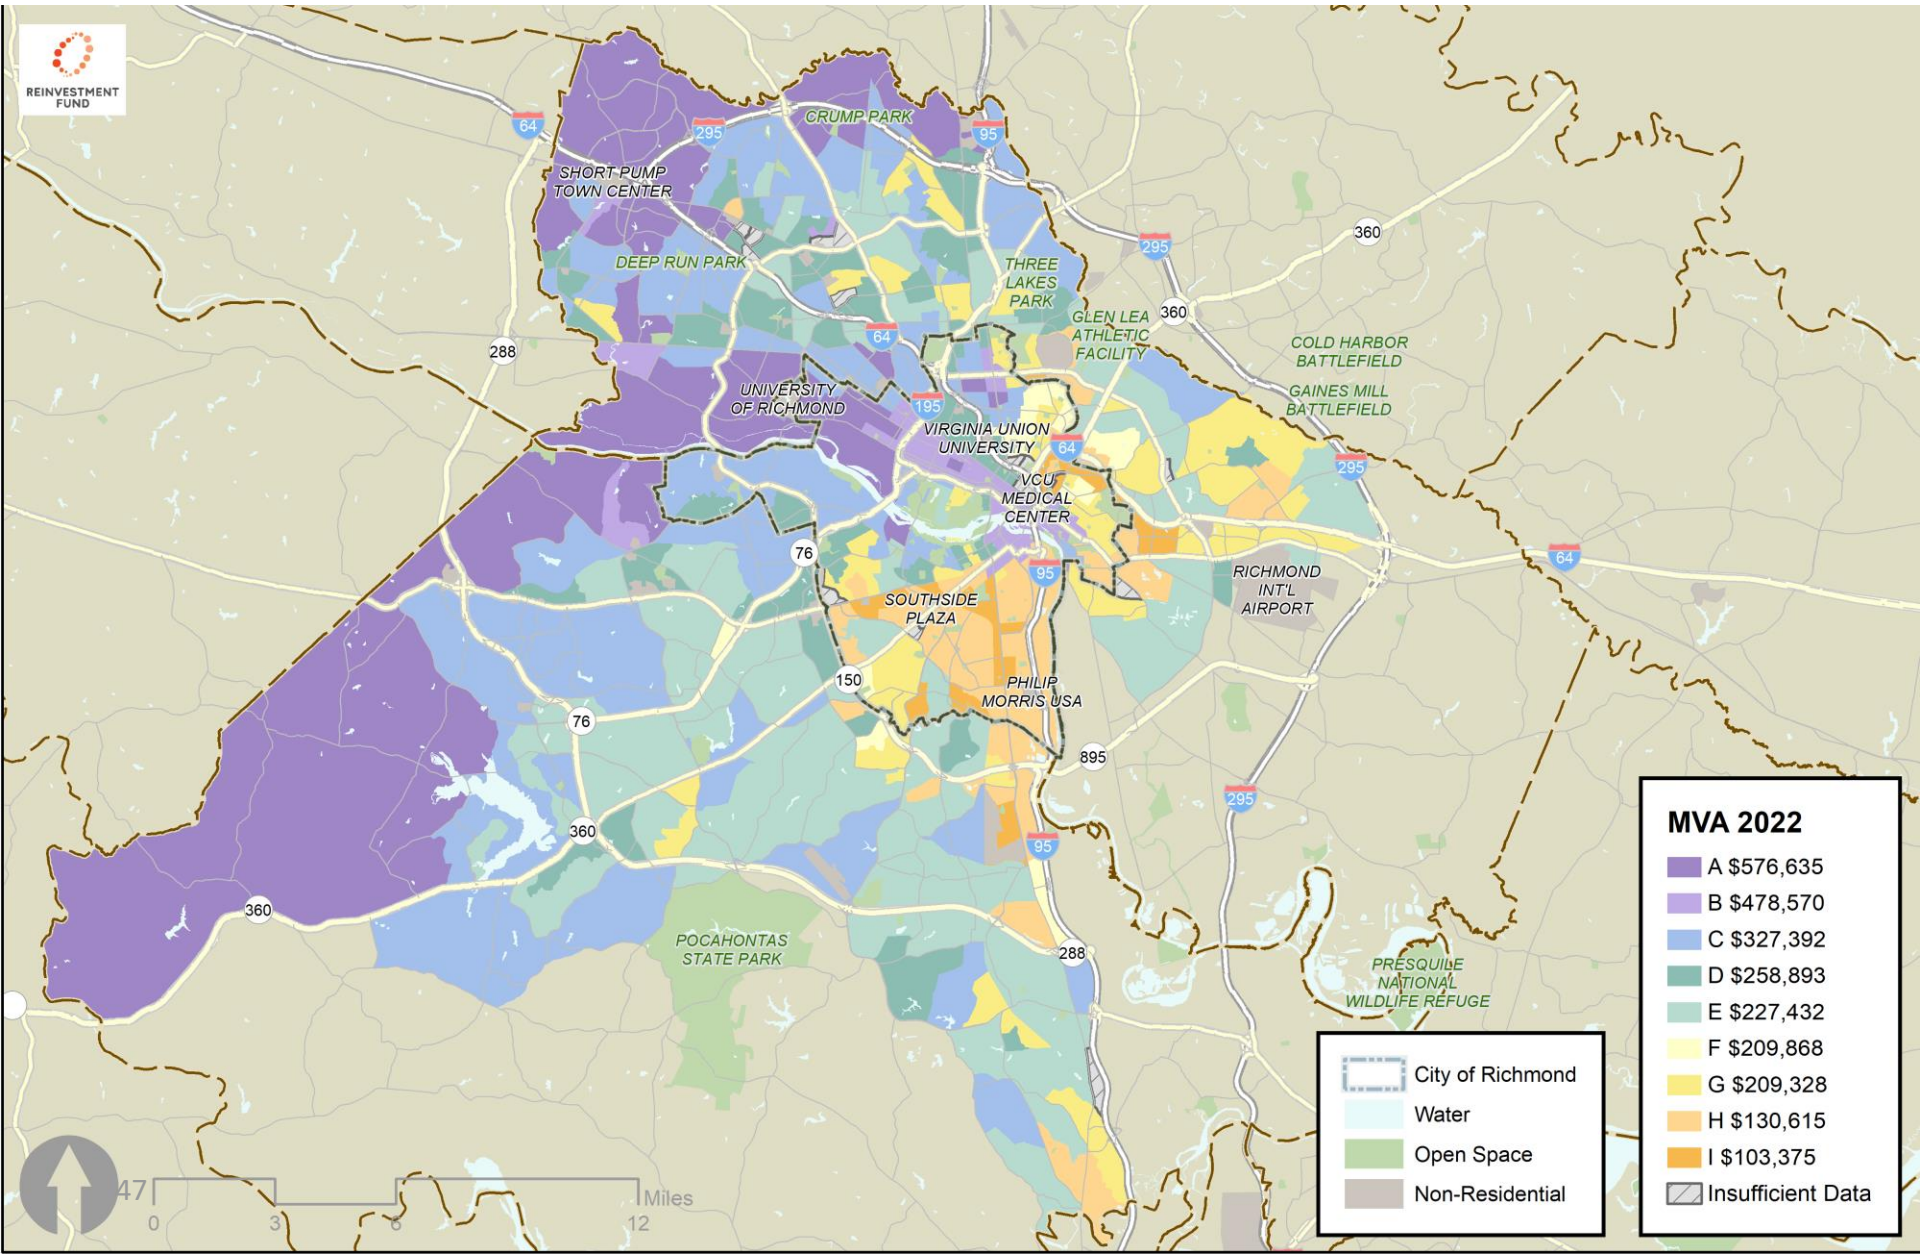 REINVESTMENT
FUND
64
295
CRUMP PARK
95
SHORT PUMP
TOWN CENTER
360
295
DEEP RUN PARK
THREE
LAKES
PARK
360
GLEN LEA
ATHLETIC
FACILITY
64
288
COLD HARBOR
BATTLEFIELD
UNIVERSITY
OF RICHMOND
195
GAINES MILL
BATTLEFIELD
VIRGINIA UNION
UNIVERSITY
64
295
VCU
MEDICAL
CENTER
76
95
64
RICHMOND
INT'L
AIRPORT
SOUTHSIDE
PLAZA
150
PHILIP
MORRIS USA
76
895
295
360
95
360
POCAHONTAS
STATE PARK
288
PRESQUILE
NATIONAL
WILDLIFE REFUGE
MVA 2022
A $576,635
B $478,570
C $327,392
D $258,893
E $227,432
F $209,868
G $209,328
H $130,615
I $103,375
Insufficient Data
City of Richmond
Water
Open Space
Non-Residential
47
Miles
0 3 6 12